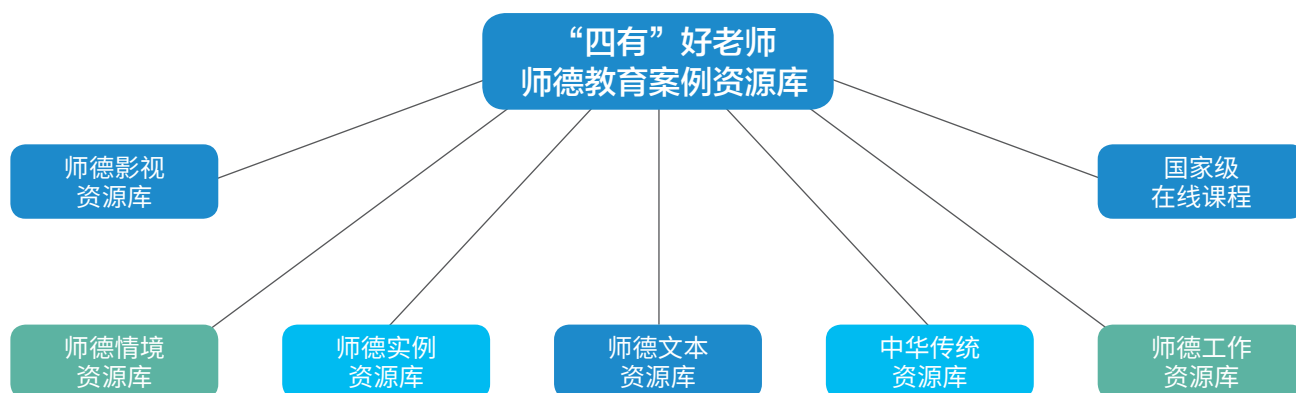 “四有”好老师
师德教育案例资源库
师德影视
资源库
国家级
在线课程
师德情境
资源库
师德实例
资源库
师德文本
资源库
中华传统
资源库
师德工作
资源库